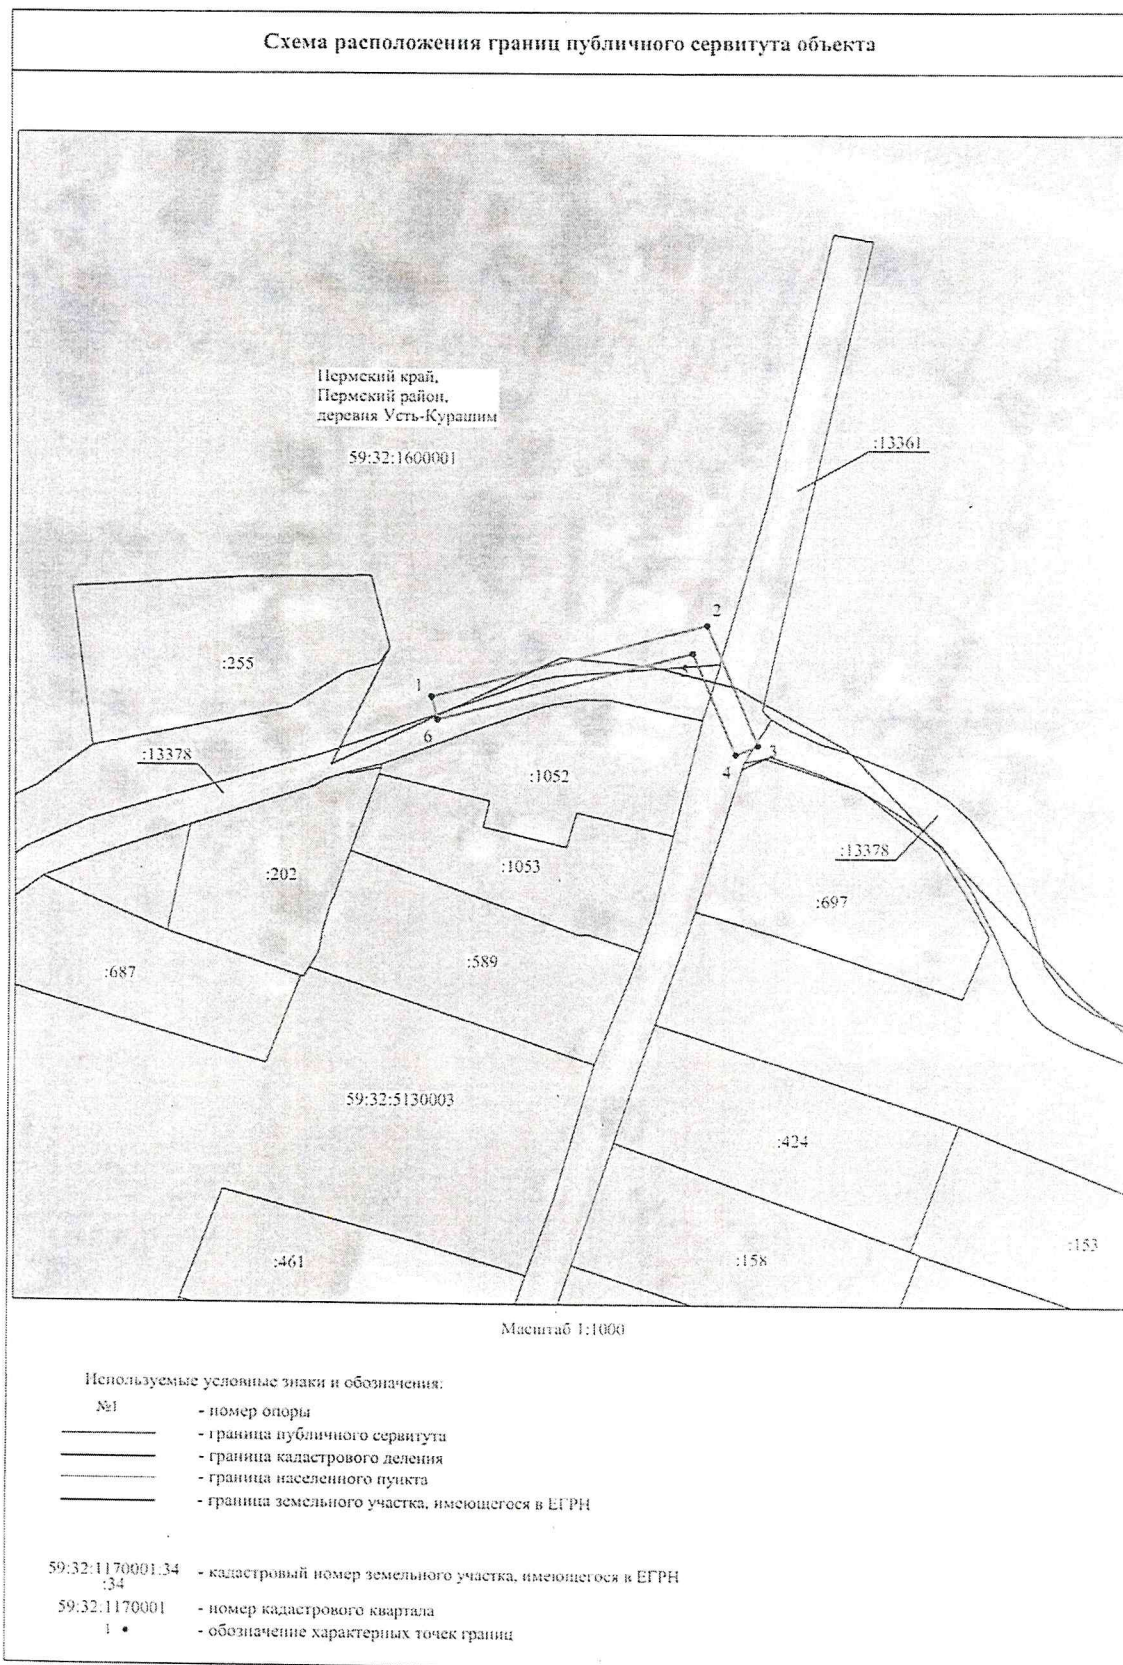 Схема расположения границ публичного сервитута объекта
Пермский край,
Пермский район,
деревня Усть-Курашим
59:32:1600001
:13361
2
:255
1
6
:13378
3
4
:1052
:13378
:202
:1053
:697
:687
:589
59:32:5130003
:424
:461
:158
:153
Масштаб 1:1000
Используемые условные знаки и обозначения:
№1 - номер опоры
- граница публичного сервитута
- граница кадастрового деления
- граница населенного пункта
- граница земельного участка, имеющегося в ЕГРН
59:32:1170001:34
:34 - кадастровый номер земельного участка, имеющегося в ЕГРН
59:32:1170001 - номер кадастрового квартала
1 • - обозначение характерных точек границ